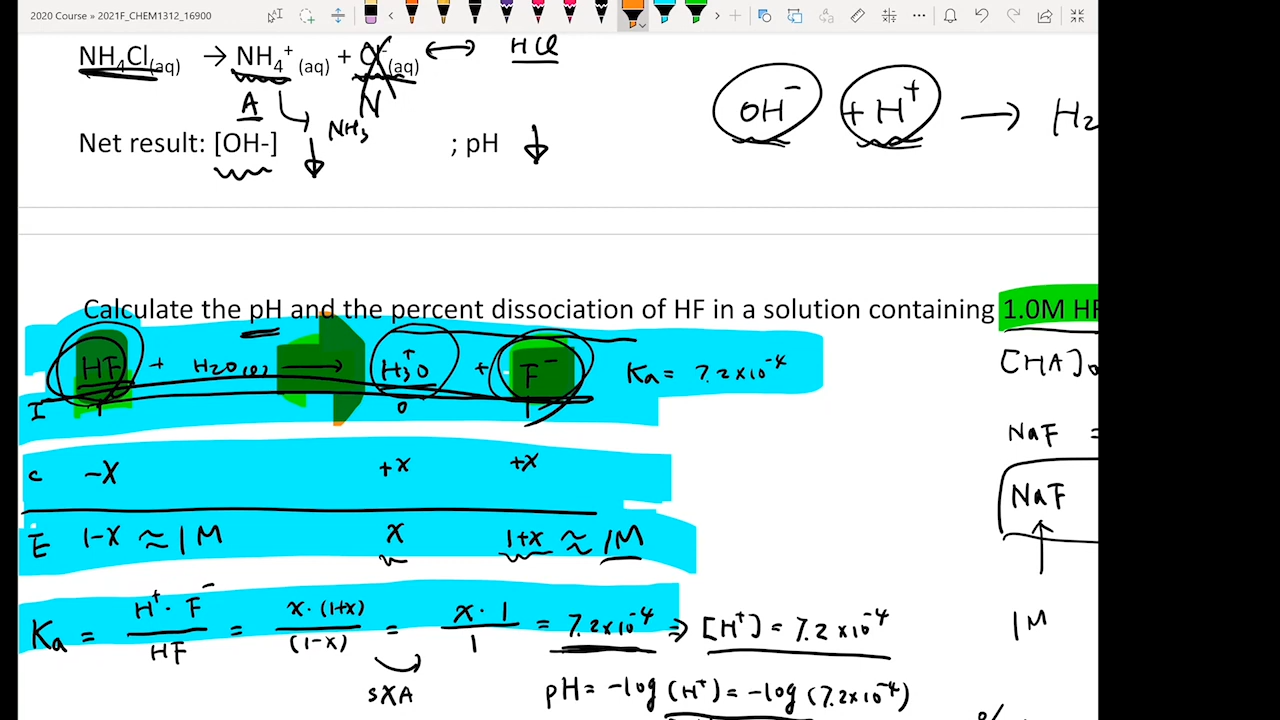 2020 Course » 2021F_CHEM1312_16900
NH₄Cl(aq) → NH₄⁺ (aq) + Cl⁻(aq) ⟷ HCl
A N
NH₃
OH⁻ + H⁺ → H₂
Net result: [OH-] ↓ ; pH ↓
Calculate the pH and the percent dissociation of HF in a solution containing 1.0M HF
HF + H₂O(l) → H₃⁺O + F⁻ Ka = 7.2x10⁻⁴
[HA]₀
I 1 0 1
NaF =
C -X +x +x
NaF
E 1-X ≈ 1M x 1+x ≈ 1M
Ka = H⁺· F⁻ / HF = x·(1+x) / (1-x) = x·1 / 1 = 7.2x10⁻⁴ ⇒ [H⁺] = 7.2x10⁻⁴
1M
5%A
pH = -log(H⁺) = -log(7.2x10⁻⁴)
%